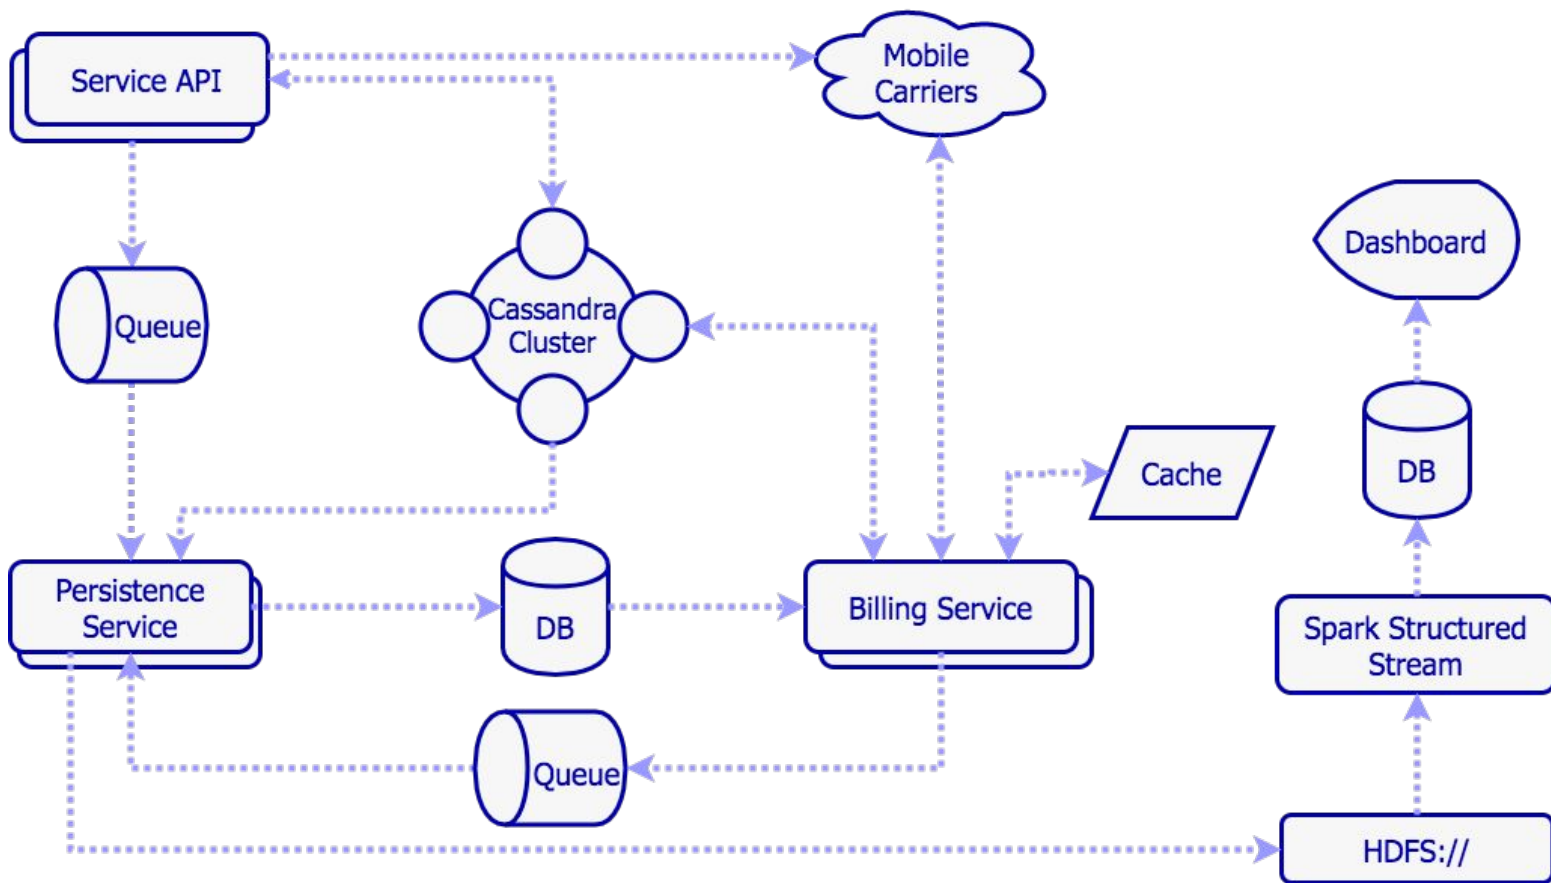 Service API
Mobile
Carriers
Dashboard
Queue
Cassandra
Cluster
Cache
DB
Persistence
Service
DB
Billing Service
Spark Structured
Stream
Queue
HDFS://